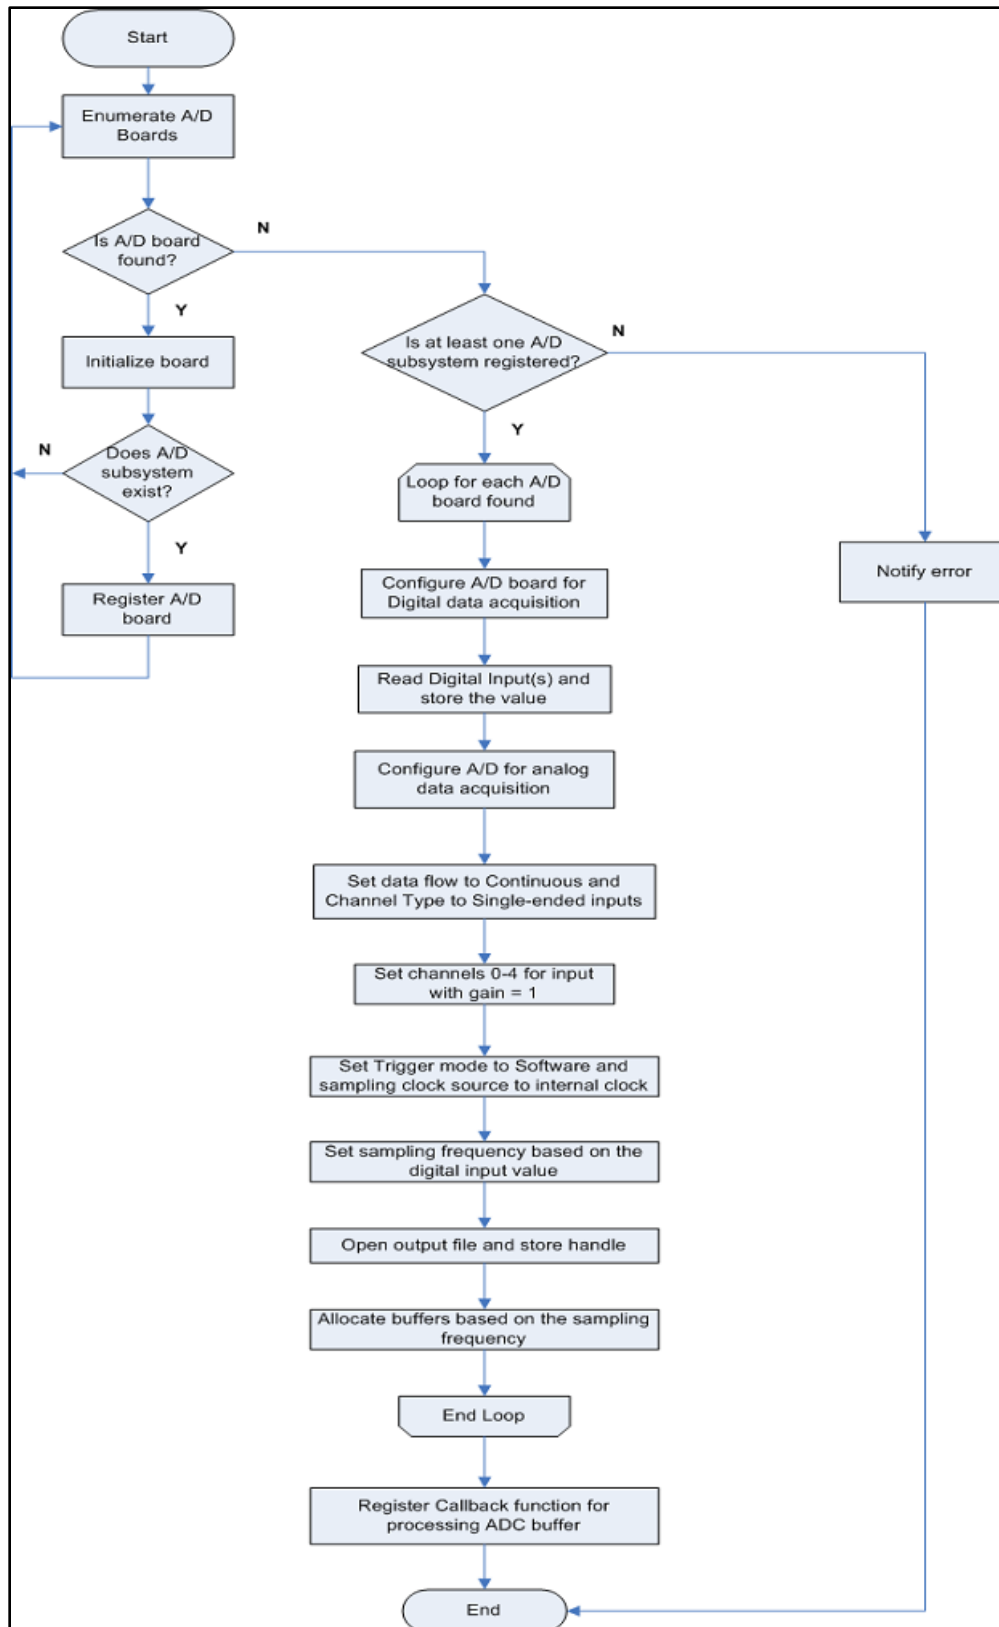 Start
Enumerate A/D
Boards
Is A/D board
found?
N
Y
Initialize board
Does A/D
subsystem
exist?
N
Y
Register A/D
board
Is at least one A/D
subsystem registered?
N
Y
Loop for each A/D
board found
Configure A/D board for
Digital data acquisition
Notify error
Read Digital Input(s) and
store the value
Configure A/D for analog
data acquisition
Set data flow to Continuous and
Channel Type to Single-ended inputs
Set channels 0-4 for input
with gain = 1
Set Trigger mode to Software and
sampling clock source to internal clock
Set sampling frequency based on the
digital input value
Open output file and store handle
Allocate buffers based on the sampling
frequency
End Loop
Register Callback function for
processing ADC buffer
End